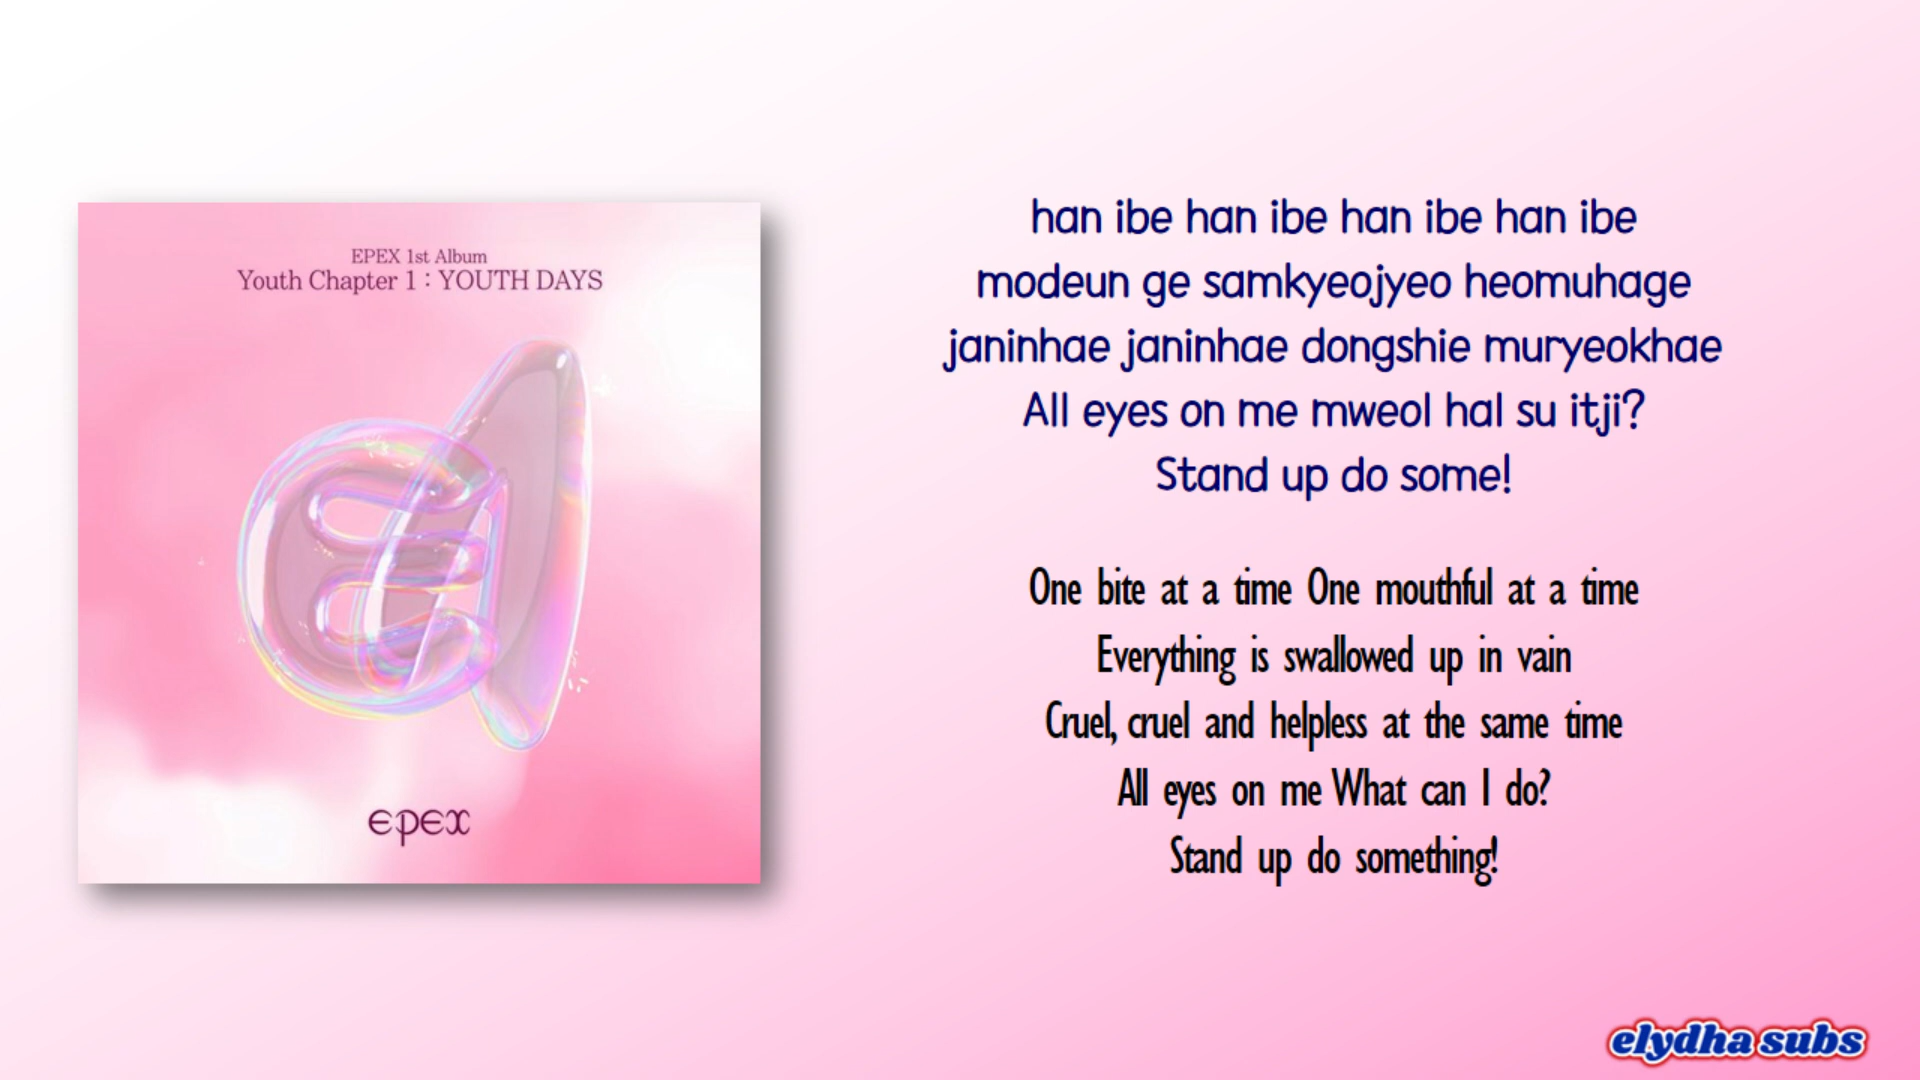 EPEX 1st Album
Youth Chapter 1 : YOUTH DAYS
epex
han ibe han ibe han ibe han ibe
modeun ge samkyeojyeo heomuhage
janinhae janinhae dongshie muryeokhae
All eyes on me mweol hal su itji?
Stand up do some!
One bite at a time One mouthful at a time
Everything is swallowed up in vain
Cruel, cruel and helpless at the same time
All eyes on me What can I do?
Stand up do something!
elydha subs